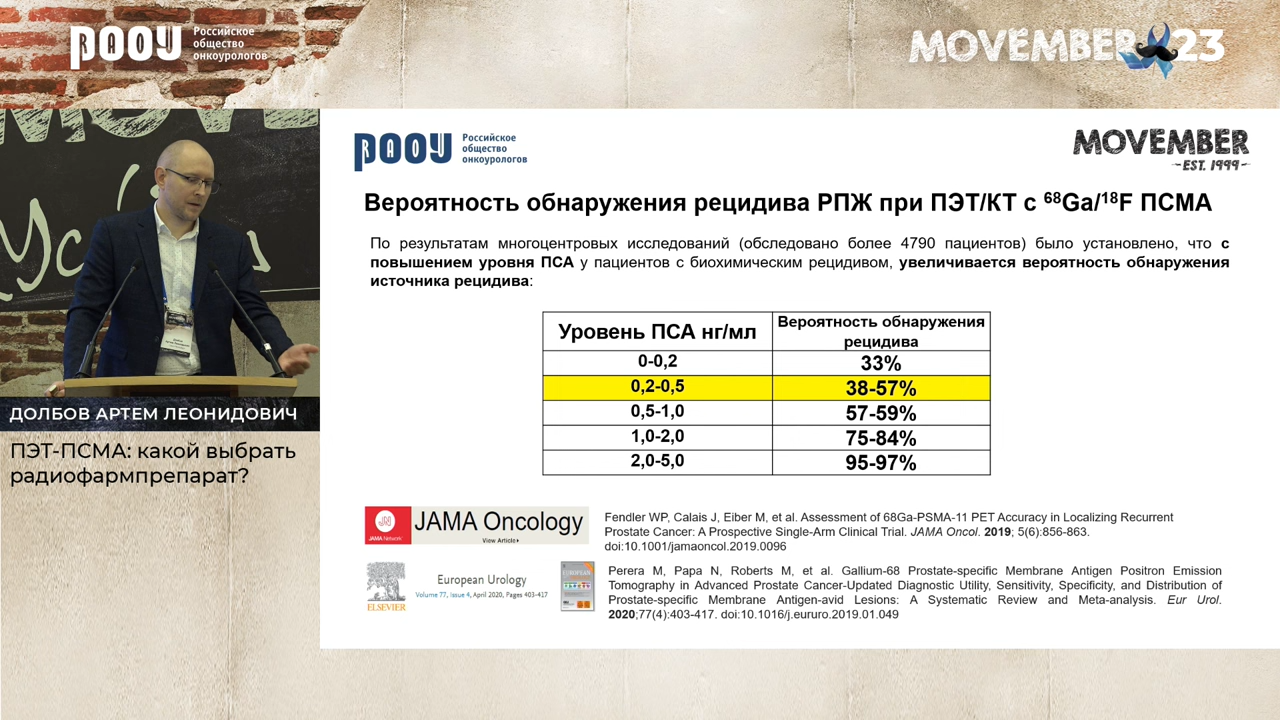 РАОУ
Российское
общество
онкоурологов
MOVEMBER 23
РАОУ
Российское
общество
онкоурологов
MOVEMBER
EST. 1999
Вероятность обнаружения рецидива РПЖ при ПЭТ/КТ с ⁶⁸Ga/¹⁸F ПСМА
По результатам многоцентровых исследований (обследовано более 4790 пациентов) было установлено, что с
повышением уровня ПСА у пациентов с биохимическим рецидивом, увеличивается вероятность обнаружения
источника рецидива:
Уровень ПСА нг/мл
Вероятность обнаружения
рецидива
0-0,2
33%
0,2-0,5
38-57%
0,5-1,0
57-59%
1,0-2,0
75-84%
2,0-5,0
95-97%
ДОЛБОВ АРТЕМ ЛЕОНИДОВИЧ
ПЭТ-ПСМА: какой выбрать
радиофармпрепарат?
JN
JAMA Network
JAMA Oncology
View Article
Fendler WP, Calais J, Eiber M, et al. Assessment of 68Ga-PSMA-11 PET Accuracy in Localizing Recurrent
Prostate Cancer: A Prospective Single-Arm Clinical Trial. JAMA Oncol. 2019; 5(6):856-863.
doi:10.1001/jamaoncol.2019.0096
ELSEVIER
European Urology
Volume 77, Issue 4, April 2020, Pages 403-417
EUROPEAN
Perera M, Papa N, Roberts M, et al. Gallium-68 Prostate-specific Membrane Antigen Positron Emission
Tomography in Advanced Prostate Cancer-Updated Diagnostic Utility, Sensitivity, Specificity, and Distribution of
Prostate-specific Membrane Antigen-avid Lesions: A Systematic Review and Meta-analysis. Eur Urol.
2020;77(4):403-417. doi:10.1016/j.eururo.2019.01.049